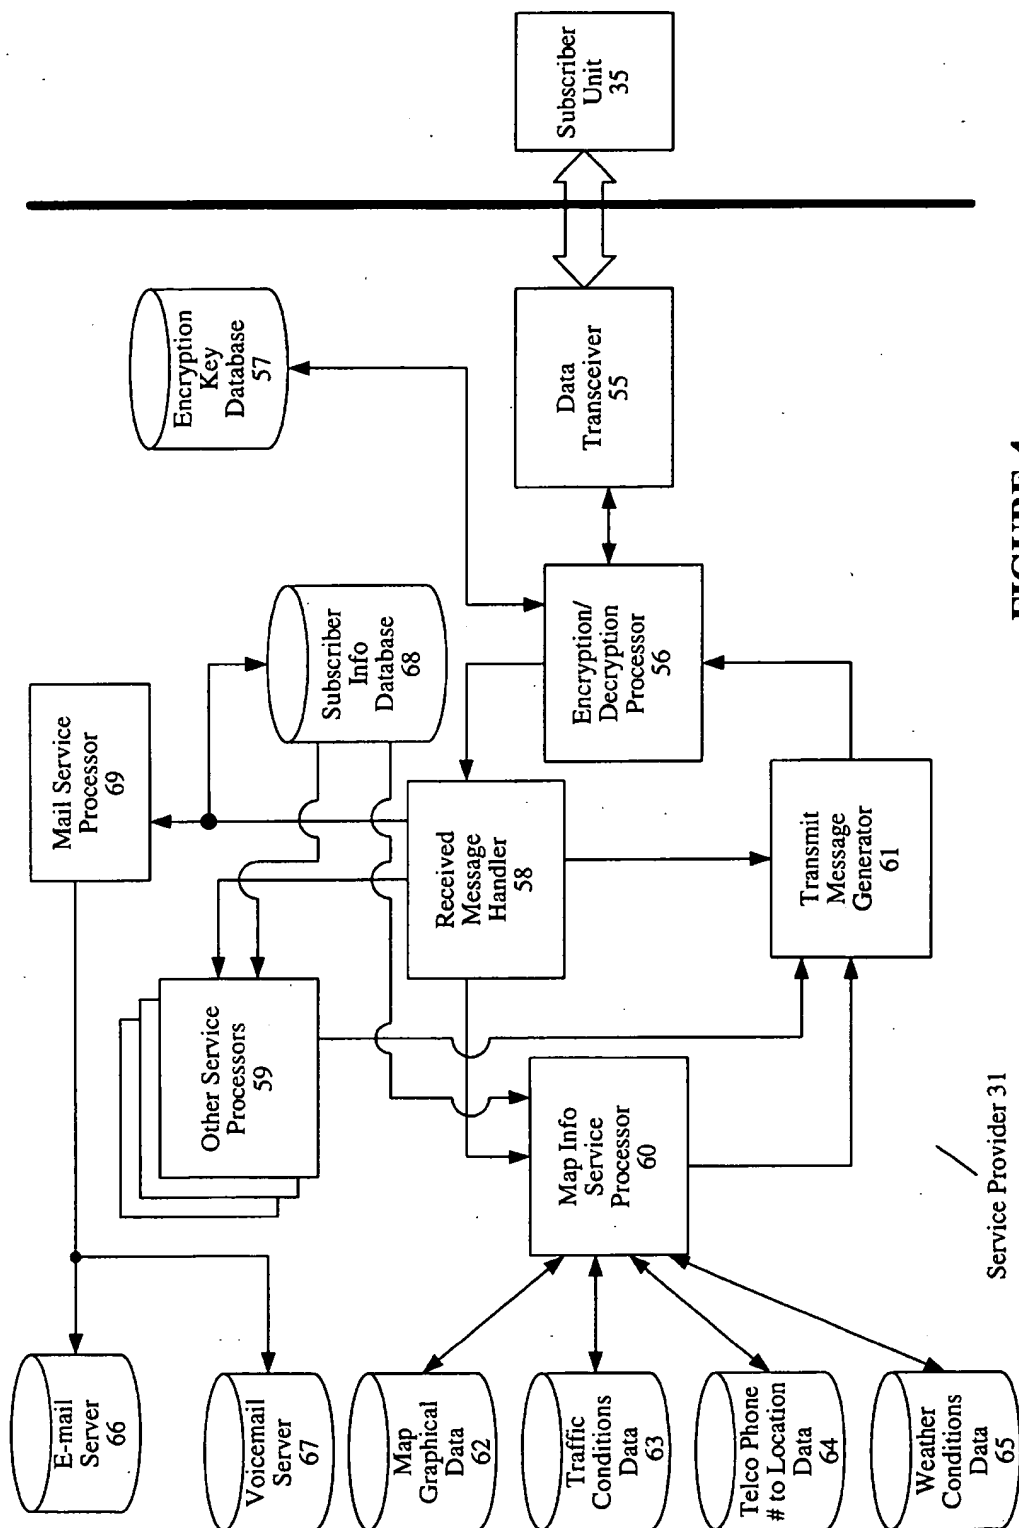 E-mail
Server
66
Mail Service
Processor
69
Encryption
Key
Database
57
Voicemail
Server
67
Other Service
Processors
59
Subscriber
Info
Database
68
Map
Graphical
Data
62
Received
Message
Handler
58
Traffic
Conditions
Data
63
Map Info
Service
Processor
60
Encryption/
Decryption
Processor
56
Data
Transceiver
55
Subscriber
Unit
35
Telco Phone
# to Location
Data
64
Transmit
Message
Generator
61
Weather
Conditions
Data
65
Service Provider 31
FIGURE 4